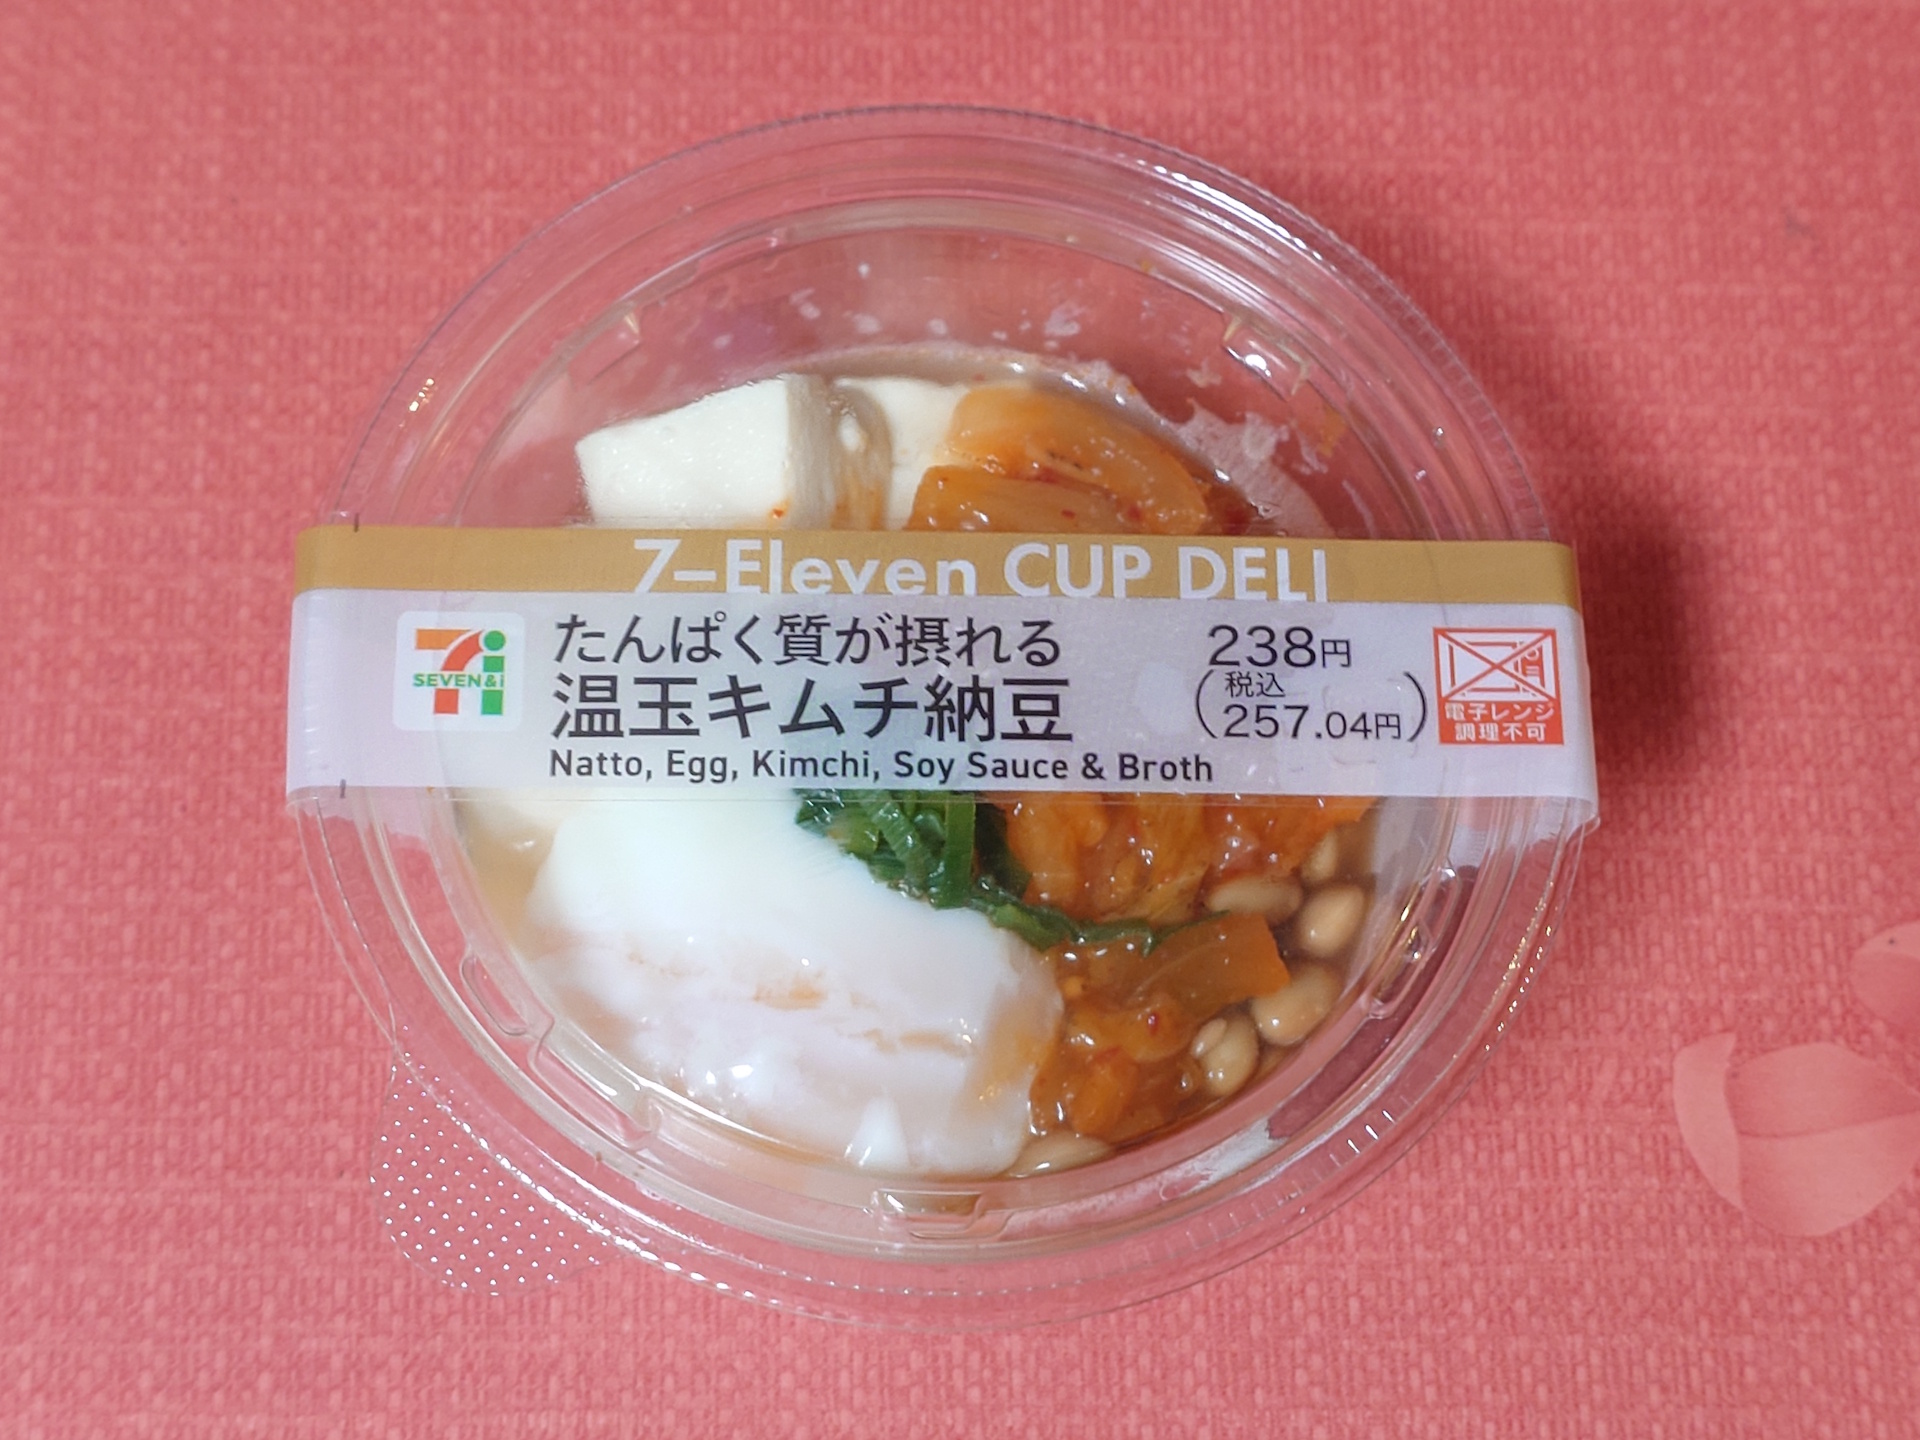 7-Eleven CUP DELI
SEVEN&i
たんぱく質が摂れる
温玉キムチ納豆
Natto, Egg, Kimchi, Soy Sauce & Broth
238円
(税込
257.04円)
電子レンジ
調理不可